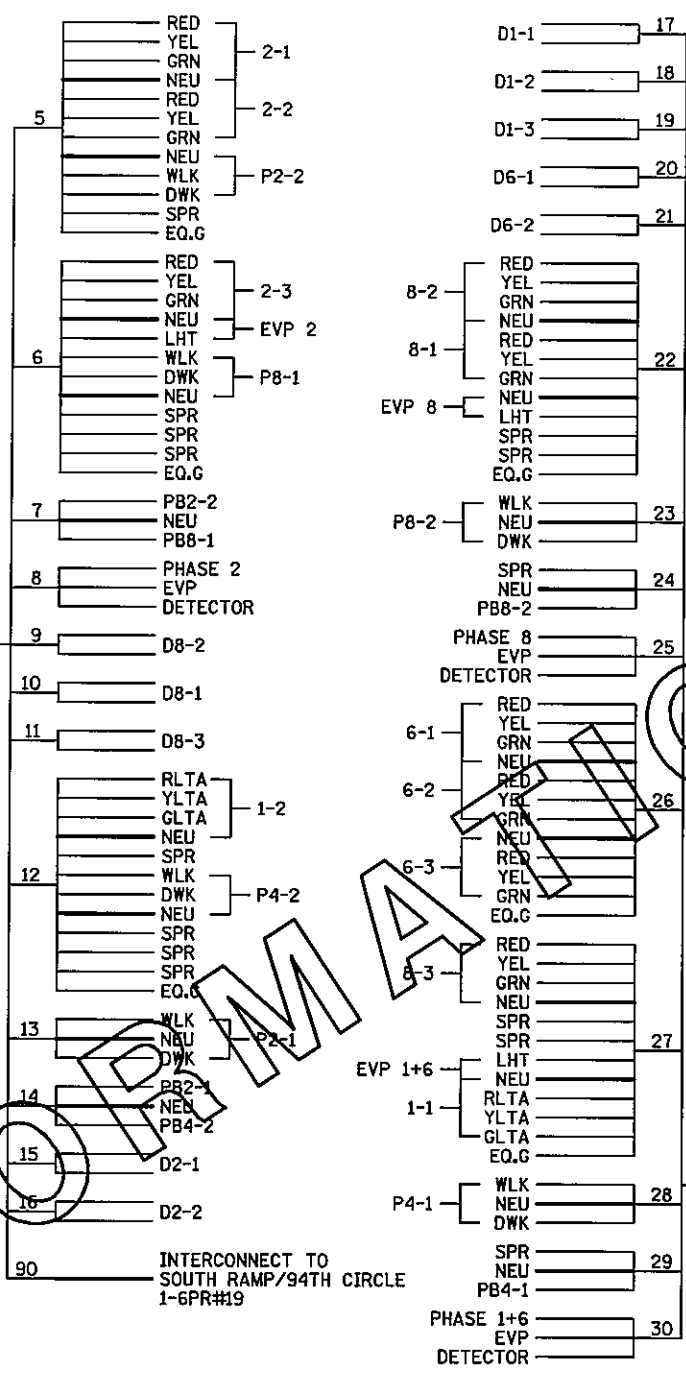 5
RED
YEL
GRN
NEU
RED
YEL
GRN
NEU
WLK
DWK
SPR
EQ.G
2-1
2-2
P2-2
6
RED
YEL
GRN
NEU
LHT
WLK
DWK
NEU
SPR
SPR
SPR
EQ.G
2-3
EVP 2
P8-1
7
PB2-2
NEU
PB8-1
8
PHASE 2
EVP
DETECTOR
9
D8-2
10
D8-1
11
D8-3
12
RLTA
YLTA
GLTA
NEU
SPR
WLK
DWK
NEU
SPR
SPR
SPR
EQ.G
1-2
P4-2
13
WLK
NEU
DWK
P2-1
14
PB2-1
NEU
PB4-2
15
D2-1
16
D2-2
90
INTERCONNECT TO
SOUTH RAMP/94TH CIRCLE
1-6PR#19
D1-1
17
D1-2
18
D1-3
19
D6-1
20
D6-2
21
8-2
8-1
EVP 8
RED
YEL
GRN
NEU
RED
YEL
GRN
NEU
LHT
SPR
SPR
EQ.G
22
P8-2
WLK
NEU
DWK
23
SPR
NEU
PB8-2
24
PHASE 8
EVP
DETECTOR
25
6-1
6-2
6-3
RED
YEL
GRN
NEU
RED
YEL
GRN
NEU
RED
YEL
GRN
EQ.G
26
8-3
EVP 1+6
1-1
RED
YEL
GRN
NEU
SPR
SPR
LHT
NEU
RLTA
YLTA
GLTA
EQ.G
27
P4-1
WLK
NEU
DWK
28
SPR
NEU
PB4-1
29
PHASE 1+6
EVP
DETECTOR
30
ORMATIO